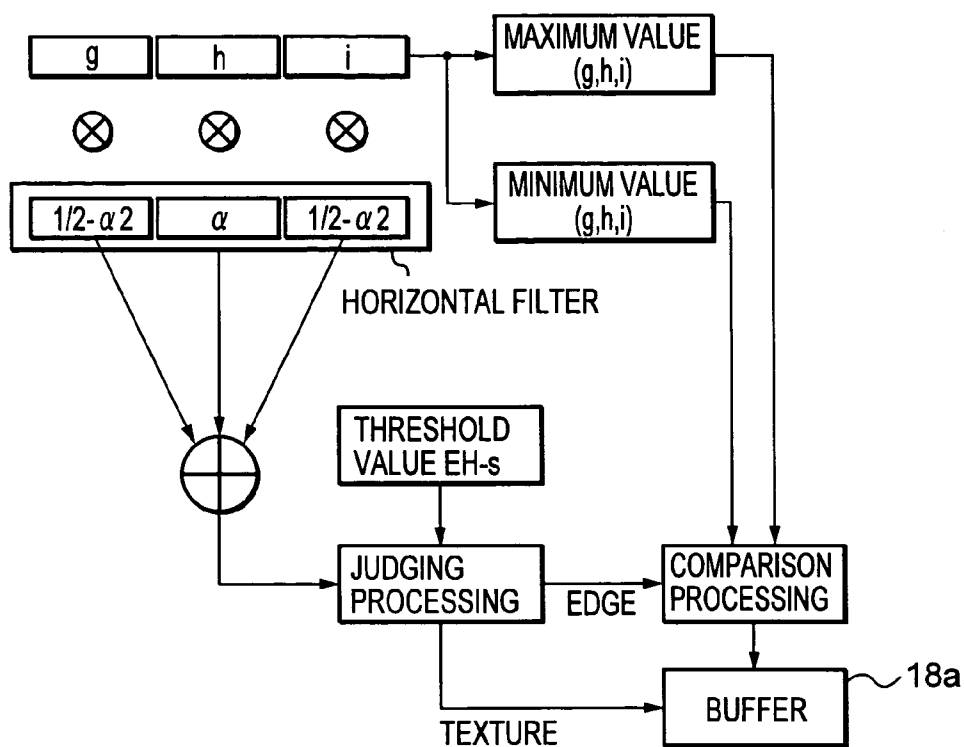 g h i
MAXIMUM VALUE
(g,h,i)
1/2-α2 α 1/2-α2
MINIMUM VALUE
(g,h,i)
HORIZONTAL FILTER
THRESHOLD
VALUE EH-s
JUDGING
PROCESSING
EDGE
COMPARISON
PROCESSING
TEXTURE
BUFFER
18a